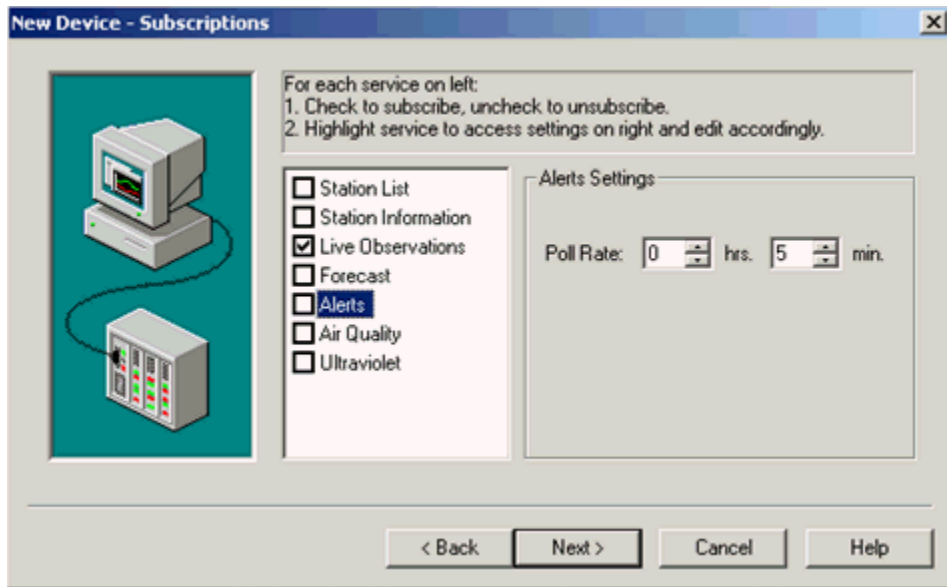 New Device - Subscriptions
For each service on left:
1. Check to subscribe, uncheck to unsubscribe.
2. Highlight service to access settings on right and edit accordingly.
Station List
Station Information
Live Observations
Forecast
Alerts
Air Quality
Ultraviolet
Alerts Settings
Poll Rate: 0 hrs. 5 min.
< Back Next > Cancel Help